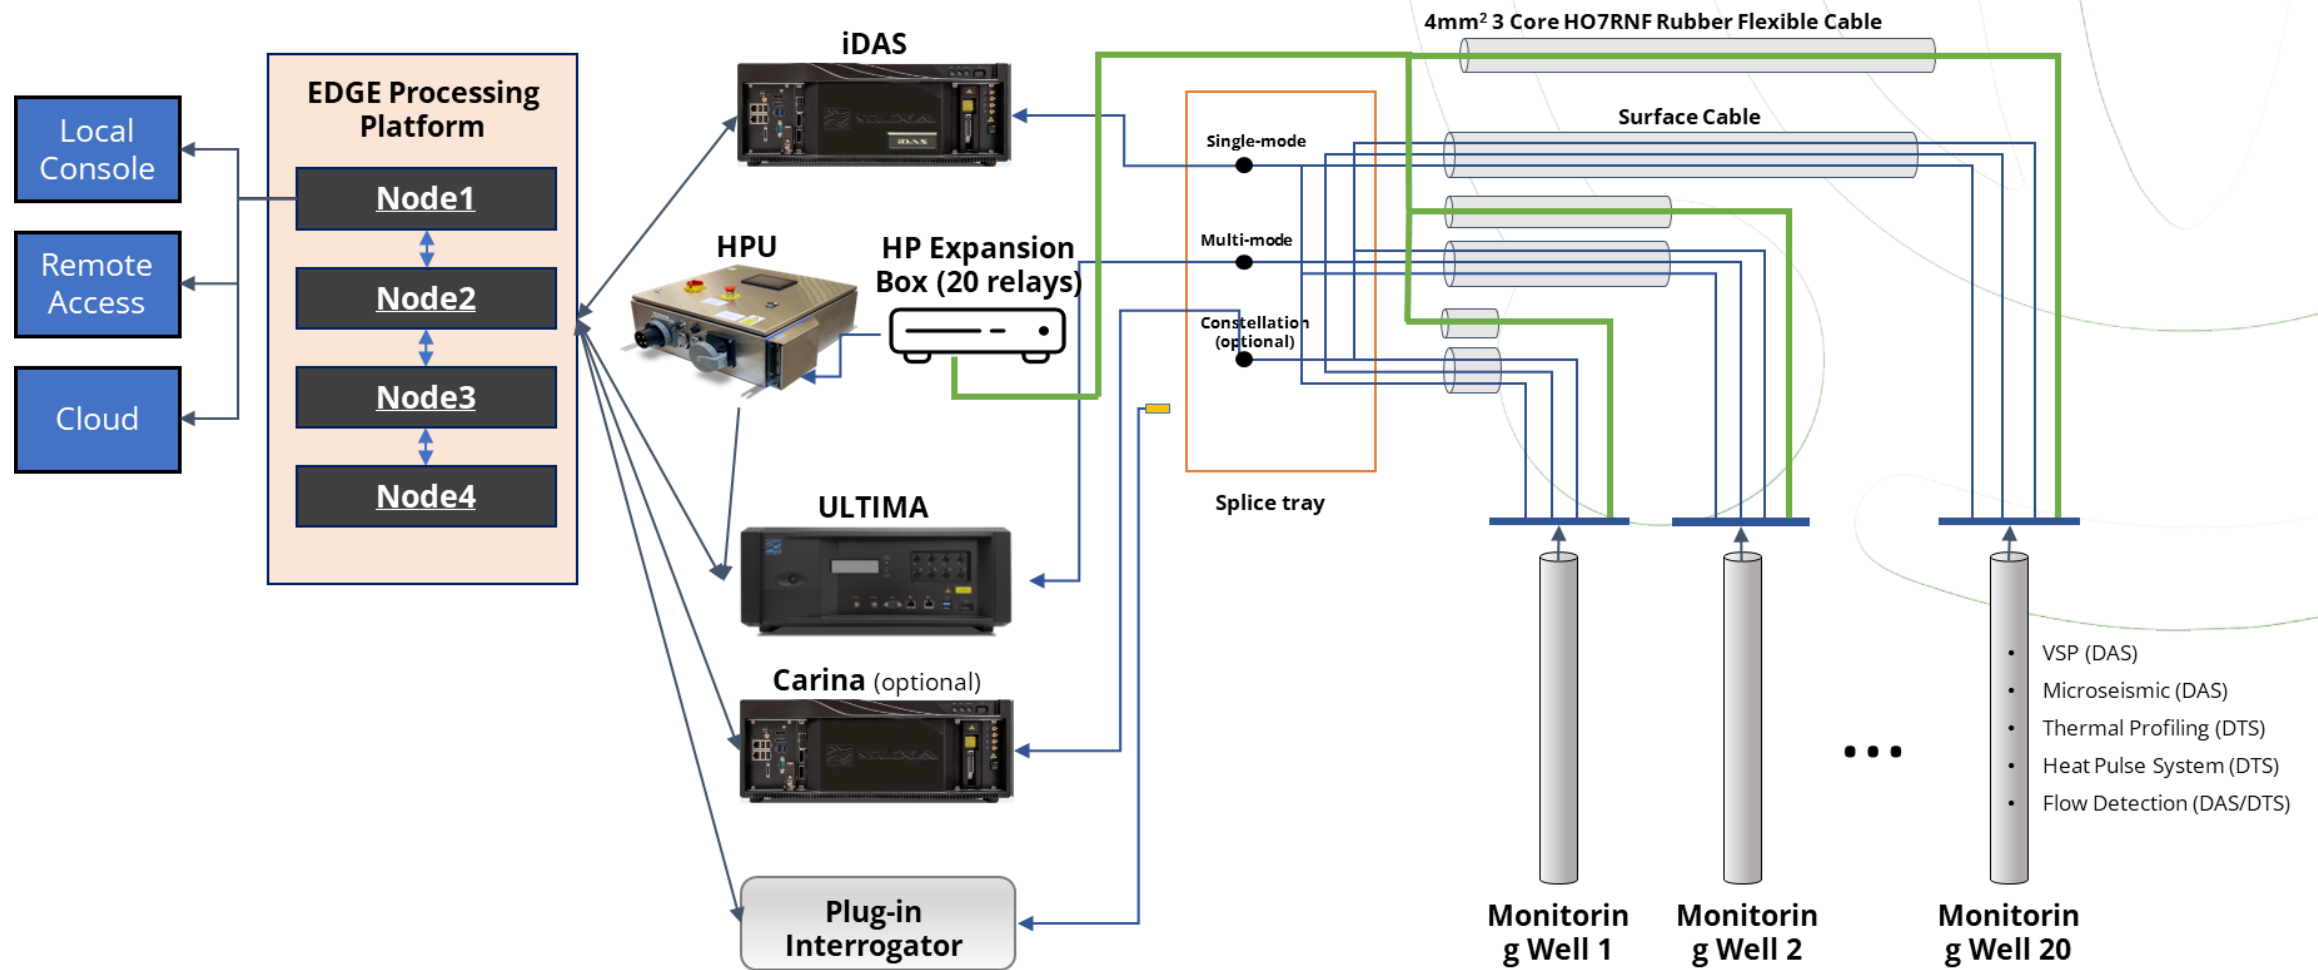 4mm² 3 Core HO7RNF Rubber Flexible Cable
iDAS
EDGE Processing
Platform
Local
Console
Surface Cable
SILIXA
iDAS
Single-mode
Node1
Remote
Access
HPU
HP Expansion
Box (20 relays)
Multi-mode
Node2
Constellation
(optional)
Node3
Cloud
Node4
ULTIMA
Splice tray
Carina (optional)
SILIXA
VSP (DAS)
Microseismic (DAS)
Thermal Profiling (DTS)
Heat Pulse System (DTS)
Flow Detection (DAS/DTS)
Plug-in
Interrogator
Monitorin
g Well 1
Monitorin
g Well 2
Monitorin
g Well 20